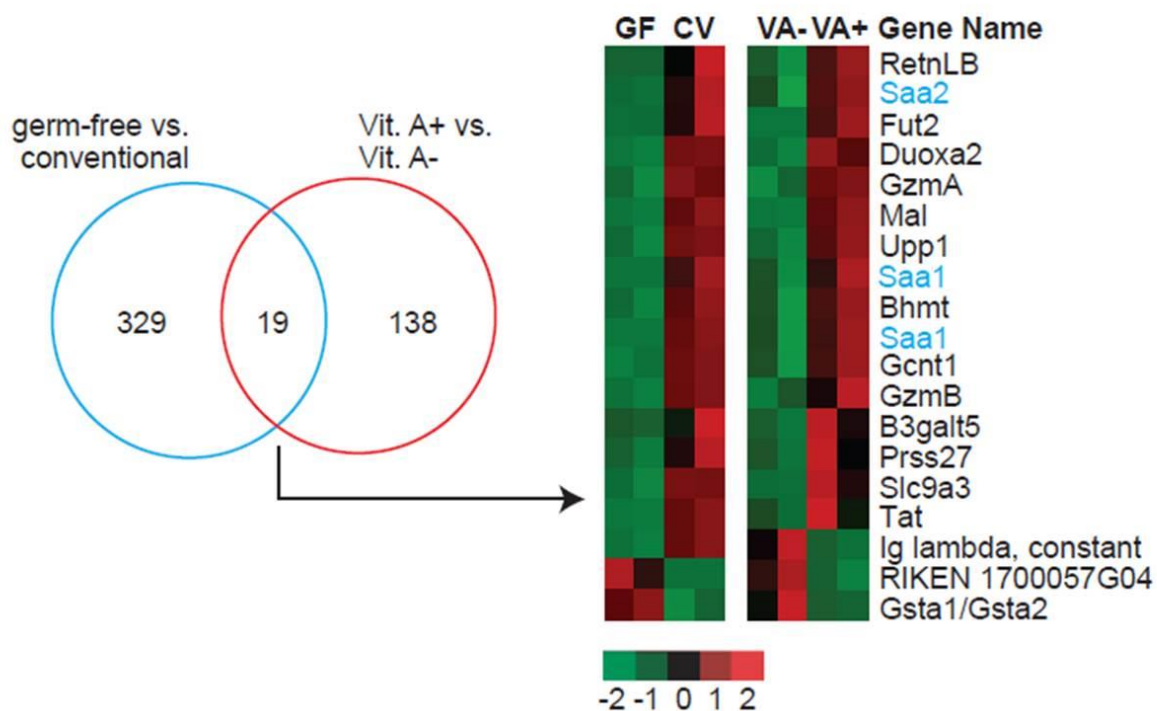 germ-free vs.
conventional
Vit. A+ vs.
Vit. A-
329
19
138
GF CV VA- VA+ Gene Name
RetnLB
Saa2
Fut2
Duoxa2
GzmA
Mal
Upp1
Saa1
Bhmt
Saa1
Gcnt1
GzmB
B3galt5
Prss27
Slc9a3
Tat
Ig lambda, constant
RIKEN 1700057G04
Gsta1/Gsta2
-2 -1 0 1 2